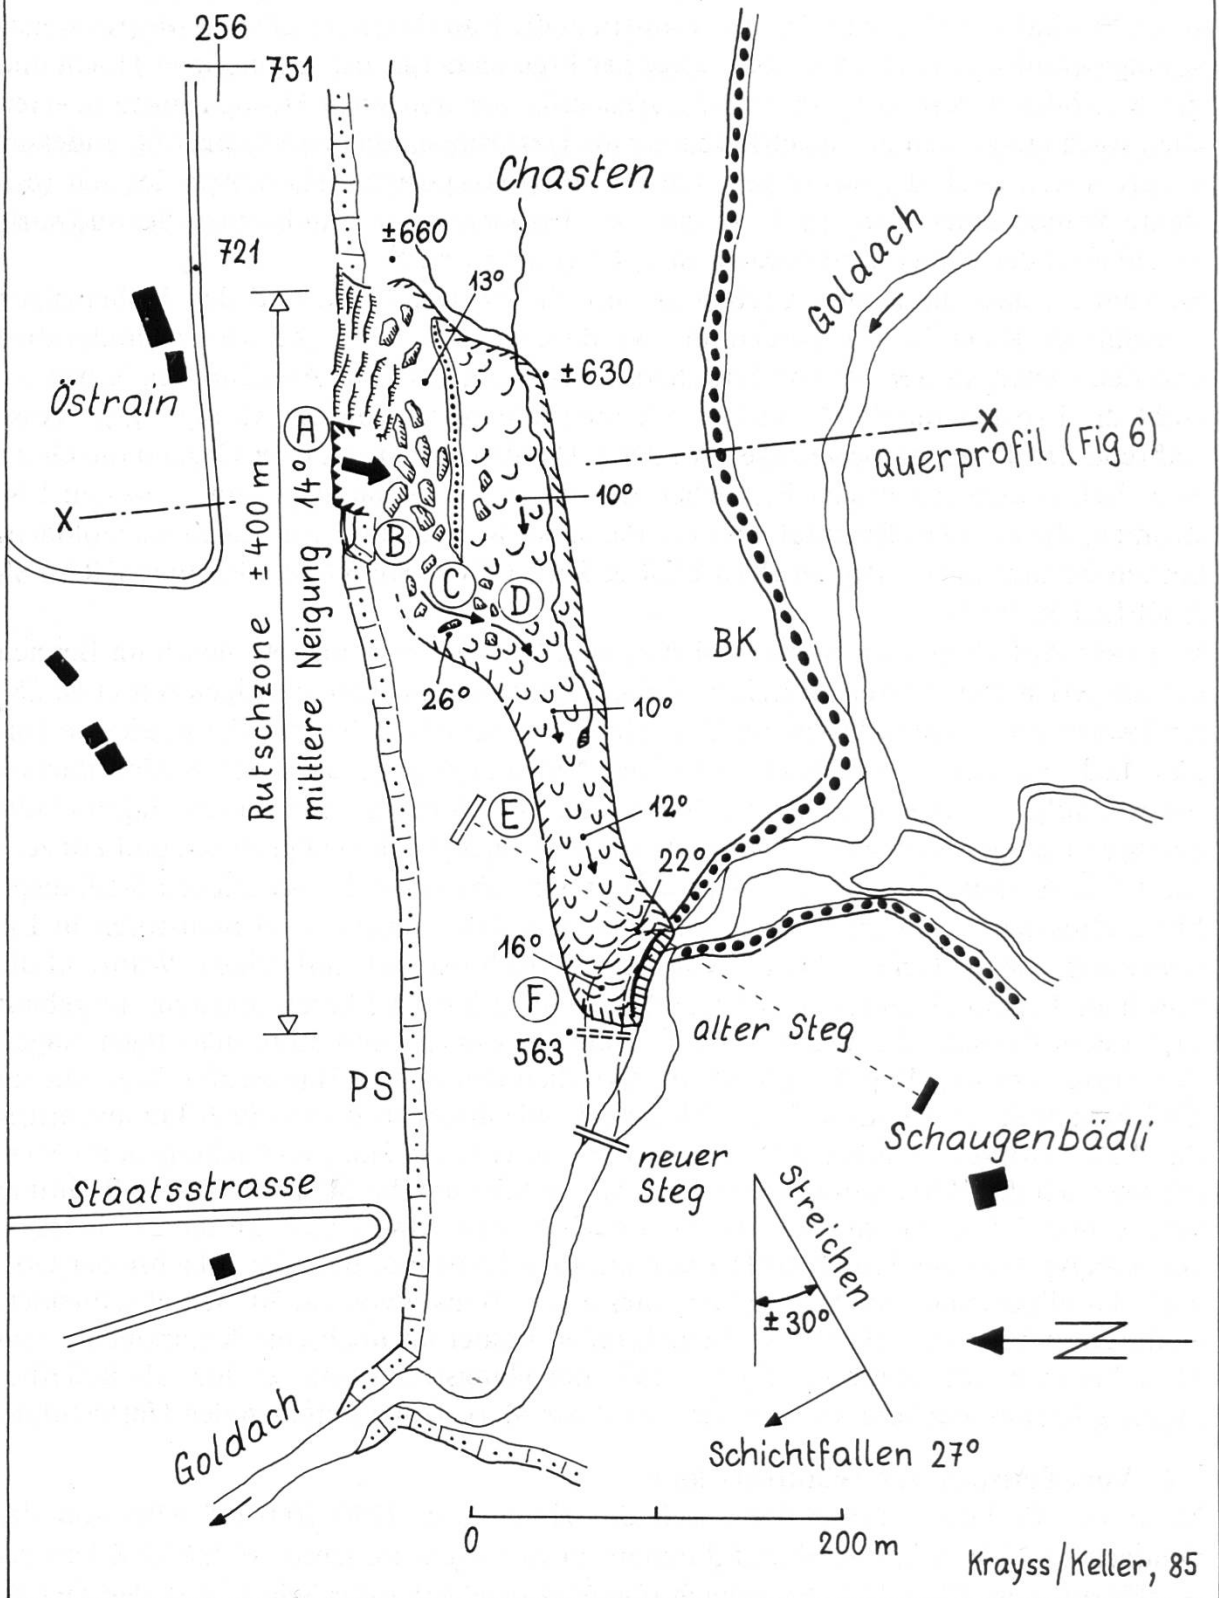 256
751
Chasten
±660
Goldach
721
13°
±630
Östrain
A
X
Querprofil (Fig 6)
10°
X
B
C
D
Rutschzone ±400 m
mittlere Neigung 14°
BK
26°
10°
E
12°
22°
16°
F
563
alter Steg
PS
Schaugenbädli
neuer
Steg
Staatsstrasse
Streichen
±30°
N
Goldach
Schichtfallen 27°
0
200 m
Krayss/Keller, 85